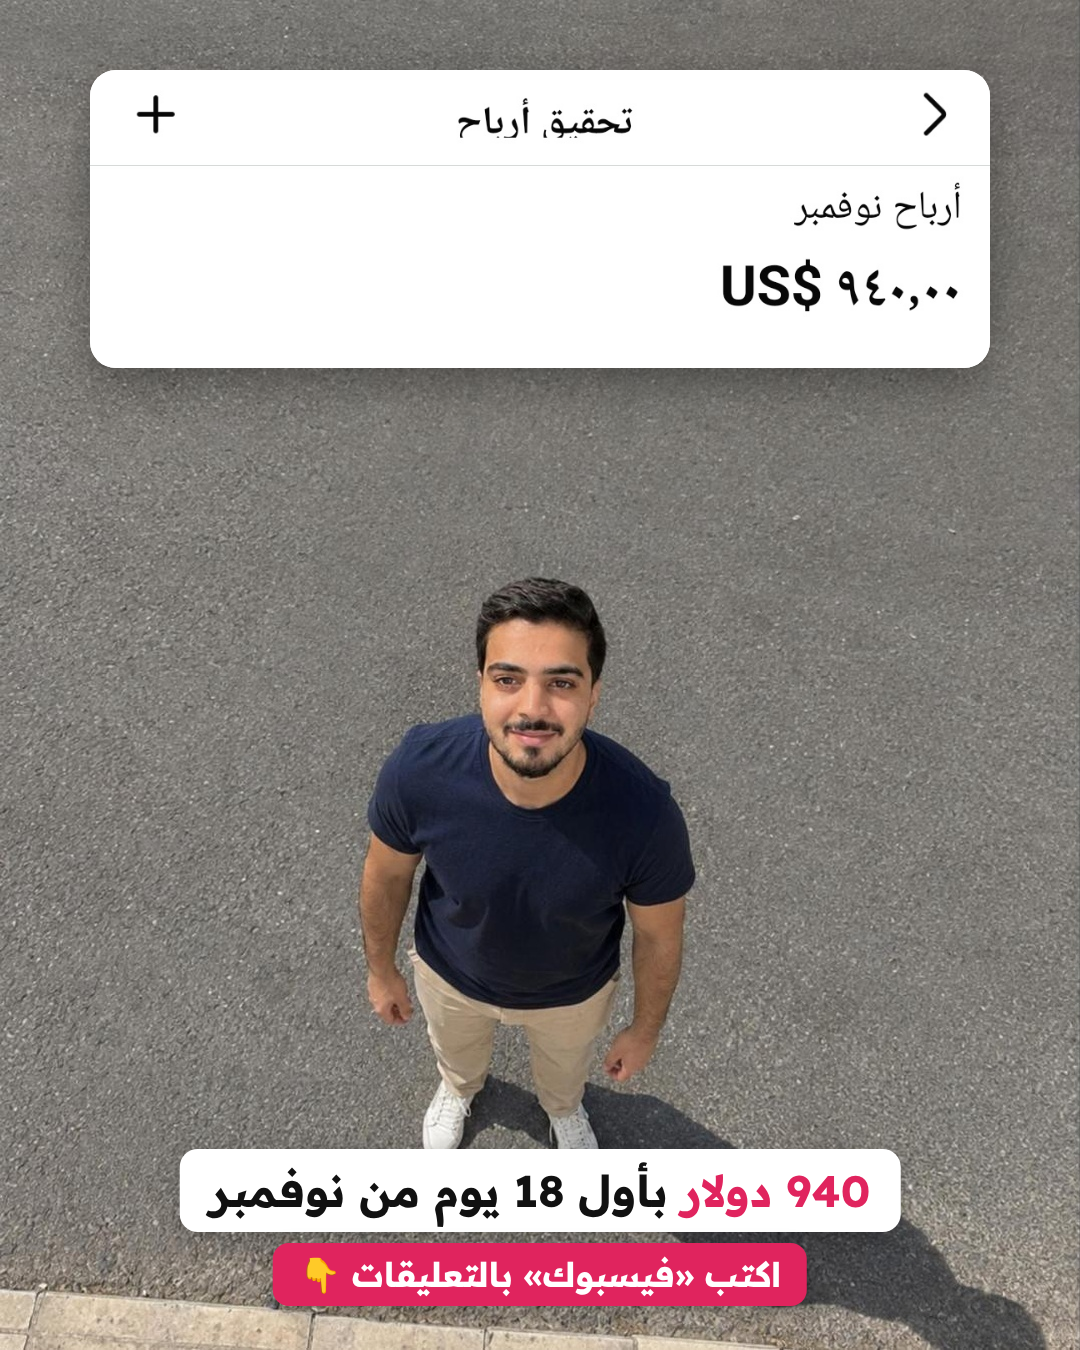 تحقيق أرباح
أرباح نوفمبر
US$ ٩٤٠,٠٠
940 دولار بأول 18 يوم من نوفمبر
اكتب «فيسبوك» بالتعليقات 👇